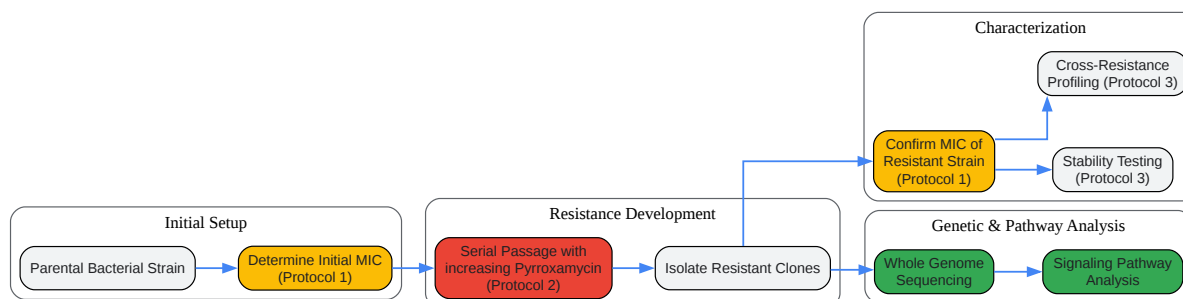 Initial Setup
Parental Bacterial Strain
Determine Initial MIC
(Protocol 1)
Resistance Development
Serial Passage with
increasing Pyrroxamycin
(Protocol 2)
Isolate Resistant Clones
Characterization
Confirm MIC of
Resistant Strain
(Protocol 1)
Cross-Resistance
Profiling (Protocol 3)
Stability Testing
(Protocol 3)
Genetic & Pathway Analysis
Whole Genome
Sequencing
Signaling Pathway
Analysis